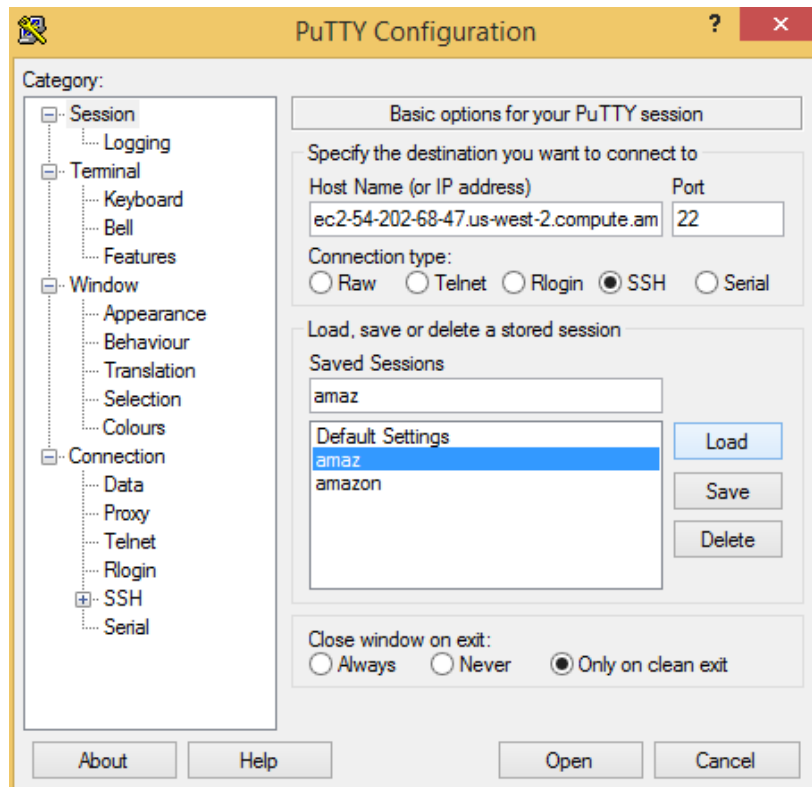 PuTTY Configuration
?
×
Category:
Session
Logging
Terminal
Keyboard
Bell
Features
Window
Appearance
Behaviour
Translation
Selection
Colours
Connection
Data
Proxy
Telnet
Rlogin
SSH
Serial
Basic options for your PuTTY session
Specify the destination you want to connect to
Host Name (or IP address) Port
ec2-54-202-68-47.us-west-2.compute.am 22
Connection type:
Raw Telnet Rlogin SSH Serial
Load, save or delete a stored session
Saved Sessions
amaz
Default Settings
amaz
amazon
Load
Save
Delete
Close window on exit:
Always Never Only on clean exit
About Help Open Cancel